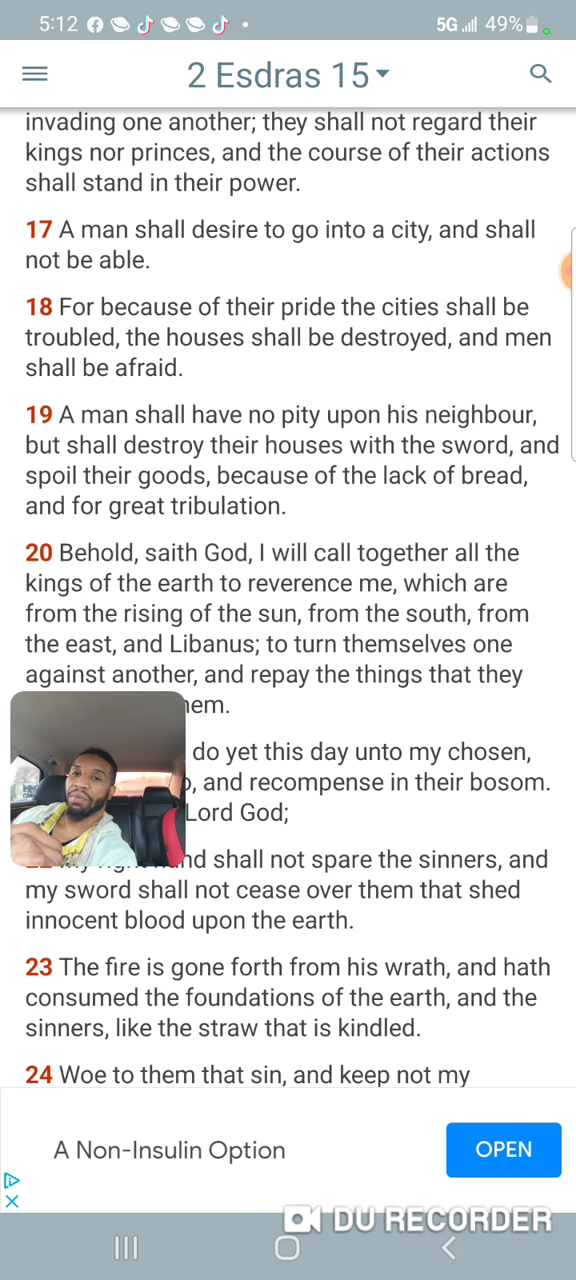 5:12
5G 49%
2 Esdras 15
invading one another; they shall not regard their
kings nor princes, and the course of their actions
shall stand in their power.
17 A man shall desire to go into a city, and shall
not be able.
18 For because of their pride the cities shall be
troubled, the houses shall be destroyed, and men
shall be afraid.
19 A man shall have no pity upon his neighbour,
but shall destroy their houses with the sword, and
spoil their goods, because of the lack of bread,
and for great tribulation.
20 Behold, saith God, I will call together all the
kings of the earth to reverence me, which are
from the rising of the sun, from the south, from
the east, and Libanus; to turn themselves one
against another, and repay the things that they
do yet this day unto my chosen,
and recompense in their bosom.
Lord God;
shall not spare the sinners, and
my sword shall not cease over them that shed
innocent blood upon the earth.
23 The fire is gone forth from his wrath, and hath
consumed the foundations of the earth, and the
sinners, like the straw that is kindled.
24 Woe to them that sin, and keep not my
A Non-Insulin Option
OPEN
DU RECORDER